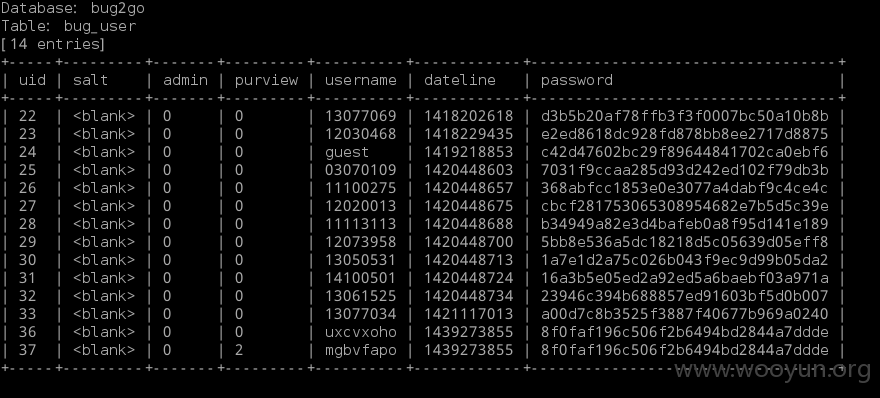 Database: bug2go
Table: bug_user
[14 entries]
+-----+---------+-------+---------+----------+------------+----------------------------------+
| uid | salt | admin | purview | username | dateline | password |
+-----+---------+-------+---------+----------+------------+----------------------------------+
| 22 | <blank> | 0 | 0 | 13077069 | 1418202618 | d3b5b20af78ffb3f3f0007bc50a10b8b |
| 23 | <blank> | 0 | 0 | 12030468 | 1418229435 | e2ed8618dc928fd878bb8ee2717d8875 |
| 24 | <blank> | 0 | 0 | guest | 1419218853 | c42d47602bc29f89644841702ca0ebf6 |
| 25 | <blank> | 0 | 0 | 03070109 | 1420448603 | 7031f9ccaa285d93d242ed102f79db3b |
| 26 | <blank> | 0 | 0 | 11100275 | 1420448657 | 368abfcc1853e0e3077a4dabf9c4ce4c |
| 27 | <blank> | 0 | 0 | 12020013 | 1420448675 | cbcf281753065308954682e7b5d5c39e |
| 28 | <blank> | 0 | 0 | 11113113 | 1420448688 | b34949a82e3d4bafeb0a8f95d141e189 |
| 29 | <blank> | 0 | 0 | 12073958 | 1420448700 | 5bb8e536a5dc18218d5c05639d05eff8 |
| 30 | <blank> | 0 | 0 | 13050531 | 1420448713 | 1a7e1d2a75c026b043f9ec9d99b05da2 |
| 31 | <blank> | 0 | 0 | 14100501 | 1420448724 | 16a3b5e05ed2a92ed5a6baebf03a971a |
| 32 | <blank> | 0 | 0 | 13061525 | 1420448734 | 23946c394b688857ed91603bf5d0b007 |
| 33 | <blank> | 0 | 0 | 13077034 | 1421117013 | a00d7c8b3525f3887f40677b969a0240 |
| 36 | <blank> | 0 | 0 | uxcvxoho | 1439273855 | 8f0faf196c506f2b6494bd2844a7ddde |
| 37 | <blank> | 0 | 2 | mgbvfapo | 1439273855 | 8f0faf196c506f2b6494bd2844a7ddde |
+-----+---------+-------+---------+----------+------------+----------------------------------+
www.wooyun.org